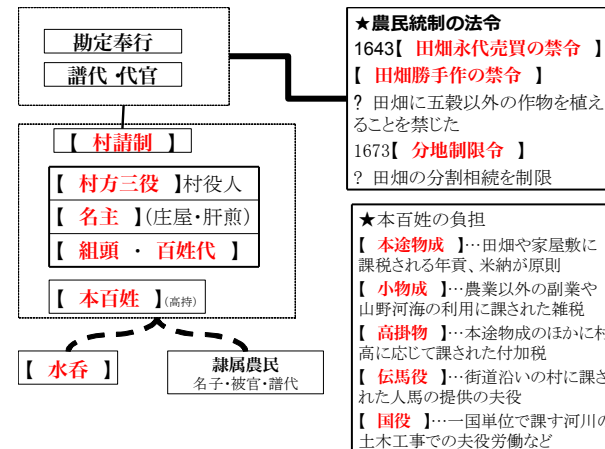 勘定奉行
譜代 代官
【 村請制 】
【 村方三役 】村役人
【 名主 】(庄屋・肝煎)
【 組頭 ・ 百姓代 】
【 本百姓 】(高持)
【 水呑 】
隷属農民
名子・被官・譜代
★農民統制の法令
1643【 田畑永代売買の禁令 】
【 田畑勝手作の禁令 】
? 田畑に五穀以外の作物を植え
ることを禁じた
1673【 分地制限令 】
? 田畑の分割相続を制限
★本百姓の負担
【 本途物成 】…田畑や家屋敷に
課税される年貢、米納が原則
【 小物成 】…農業以外の副業や
山野河海の利用に課された雑税
【 高掛物 】…本途物成のほかに村
高に応じて課された付加税
【 伝馬役 】…街道沿いの村に課さ
れた人馬の提供の夫役
【 国役 】…一国単位で課す河川の
土木工事での夫役労働など